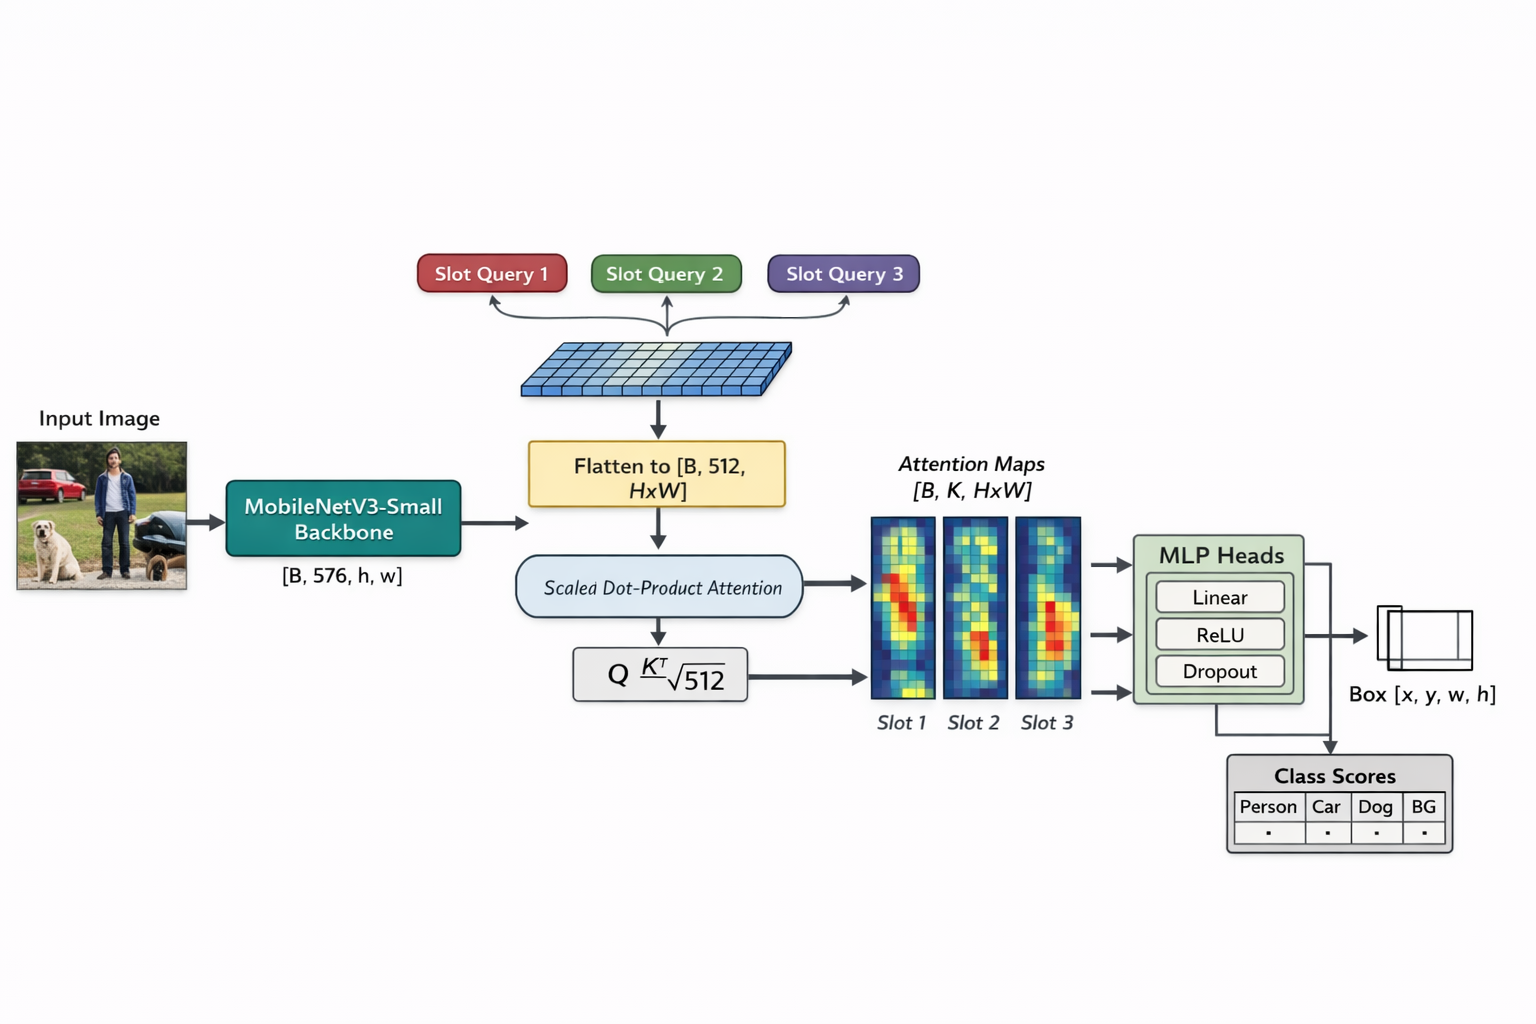 Slot Query 1
Slot Query 2
Slot Query 3
Input Image
MobileNetV3-Small
Backbone
[B, 576, h, w]
Flatten to [B, 512,
HxW]
Scaled Dot-Product Attention
Q Kᵀ √512
Attention Maps
[B, K, HxW]
Slot 1
Slot 2
Slot 3
MLP Heads
Linear
ReLU
Dropout
Box [x, y, w, h]
Class Scores
Person Car Dog BG